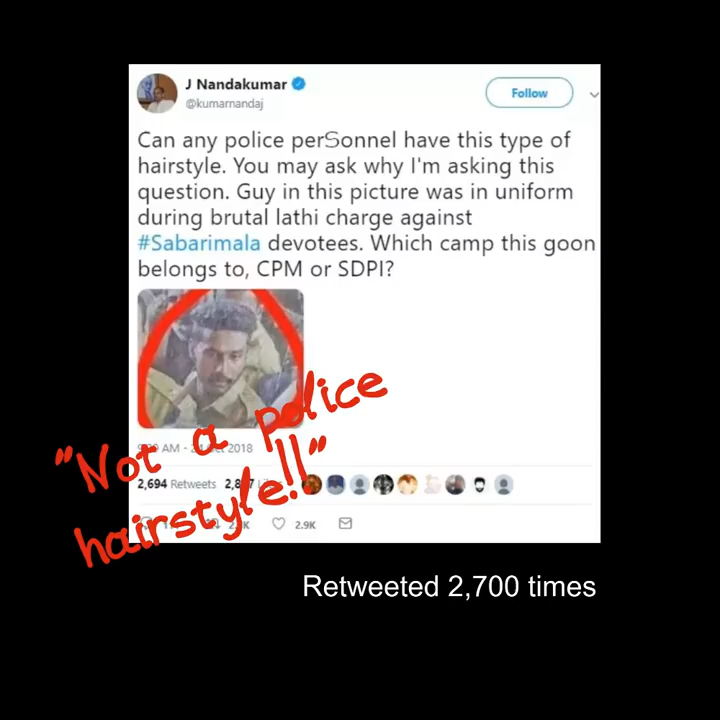 J Nandakumar
@kumarnandaj
Follow
Can any police perSonnel have this type of
hairstyle. You may ask why I'm asking this
question. Guy in this picture was in uniform
during brutal lathi charge against
#Sabarimala devotees. Which camp this goon
belongs to, CPM or SDPI?
AM - 2018
2,694 Retweets
2.9K
"Not a police
hairstyle!!"
Retweeted 2,700 times